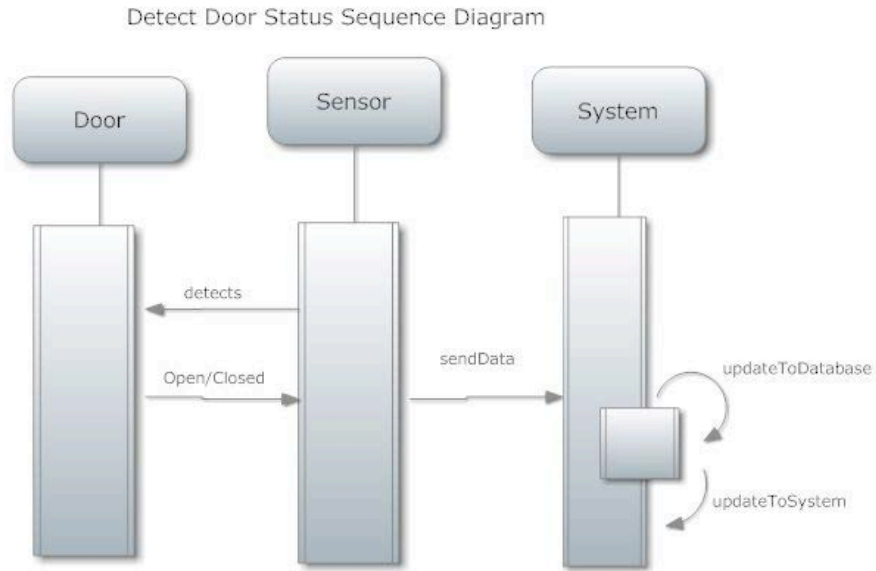 Detect Door Status Sequence Diagram
Door
Sensor
System
detects
Open/Closed
sendData
updateToDatabase
updateToSystem